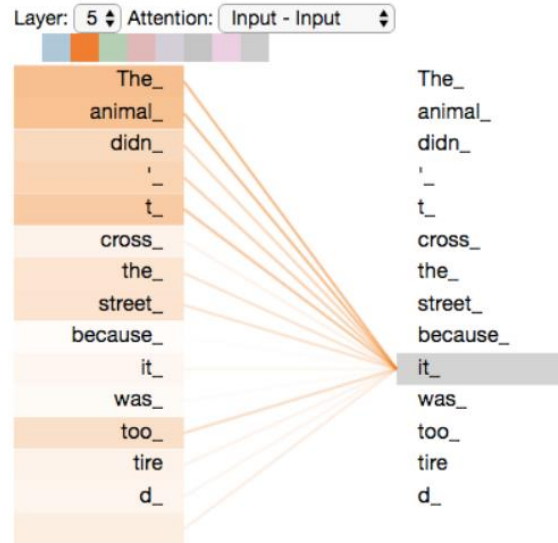 Layer: 5 Attention: Input - Input
The_ The_
animal_ animal_
didn_ didn_
'_ '_
t_ t_
cross_ cross_
the_ the_
street_ street_
because_ because_
it_ it_
was_ was_
too_ too_
tire tire
d_ d_